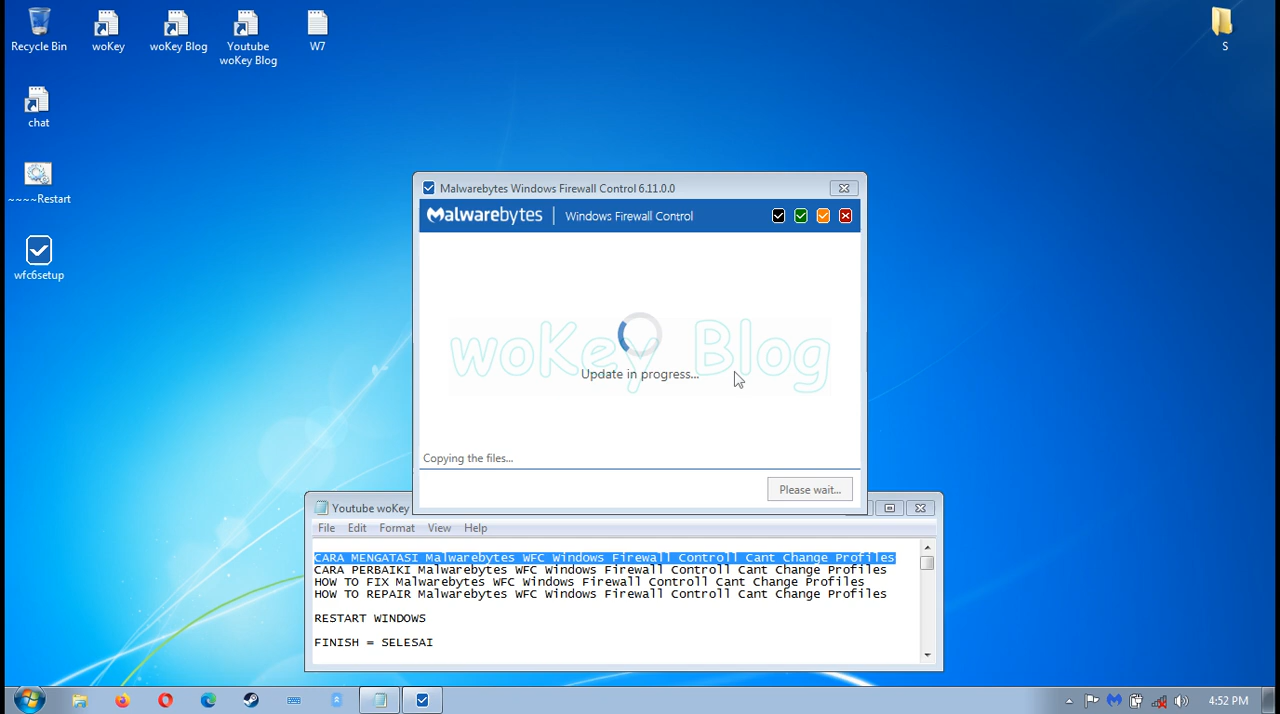 Recycle Bin
woKey
woKey Blog
Youtube
woKey Blog
W7
S
chat
~~~~Restart
wfc6setup
Malwarebytes Windows Firewall Control 6.11.0.0
Malwarebytes | Windows Firewall Control
woKey Blog
Update in progress...
Copying the files...
Please wait...
Youtube woKey
File Edit Format View Help
CARA MENGATASI Malwarebytes WFC Windows Firewall Controll Cant Change Profiles
CARA PERBAIKI Malwarebytes WFC Windows Firewall Controll Cant Change Profiles
HOW TO FIX Malwarebytes WFC Windows Firewall Controll Cant Change Profiles
HOW TO REPAIR Malwarebytes WFC Windows Firewall Controll Cant Change Profiles
RESTART WINDOWS
FINISH = SELESAI
4:52 PM